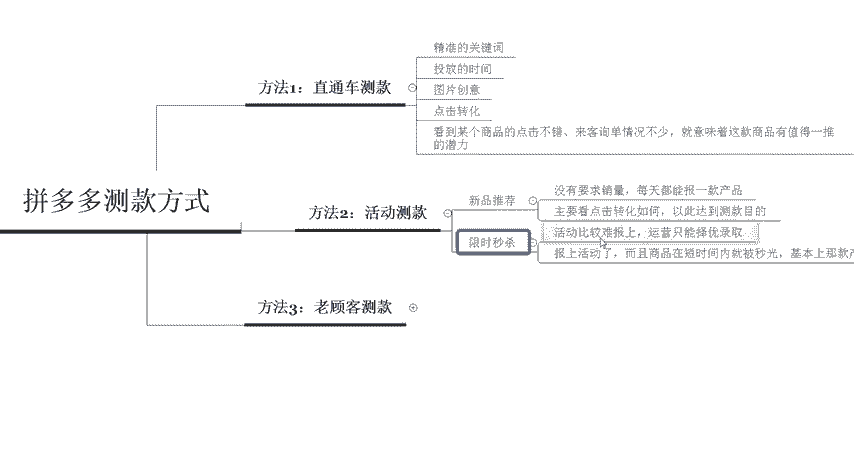 精准的关键词
投放的时间
方法1：直通车测款
图片创意
点击转化
看到某个商品的点击不错、来客询单情况不少，就意味着这款商品有值得一推
的潜力
拼多多测款方式
没有要求销量，每天都能报一款产品
新品推荐
方法2：活动测款
主要看点击转化如何，以此达到测款目的
活动比较难报上，运营只能择优录取
限时秒杀
报上活动了，而且商品在短时间内就被秒光，基本上那款
方法3：老顾客测款